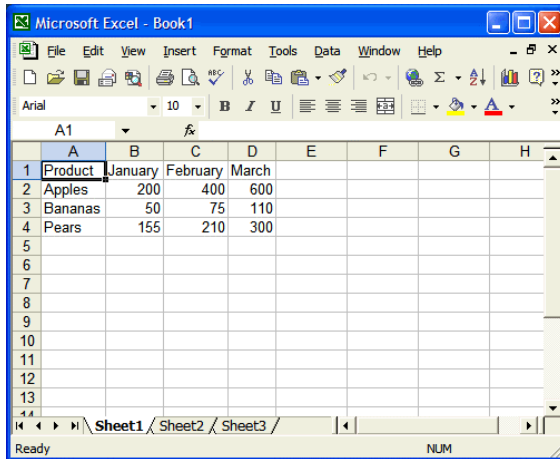 Microsoft Excel - Book1
File Edit View Insert Format Tools Data Window Help
ABC Σ A Z ?
Arial 10 B I U A
A1 fx
A B C D E F G H
1 Product January February March
2 Apples 200 400 600
3 Bananas 50 75 110
4 Pears 155 210 300
5
6
7
8
9
10
11
12
13
14
Sheet1 Sheet2 Sheet3
Ready NUM